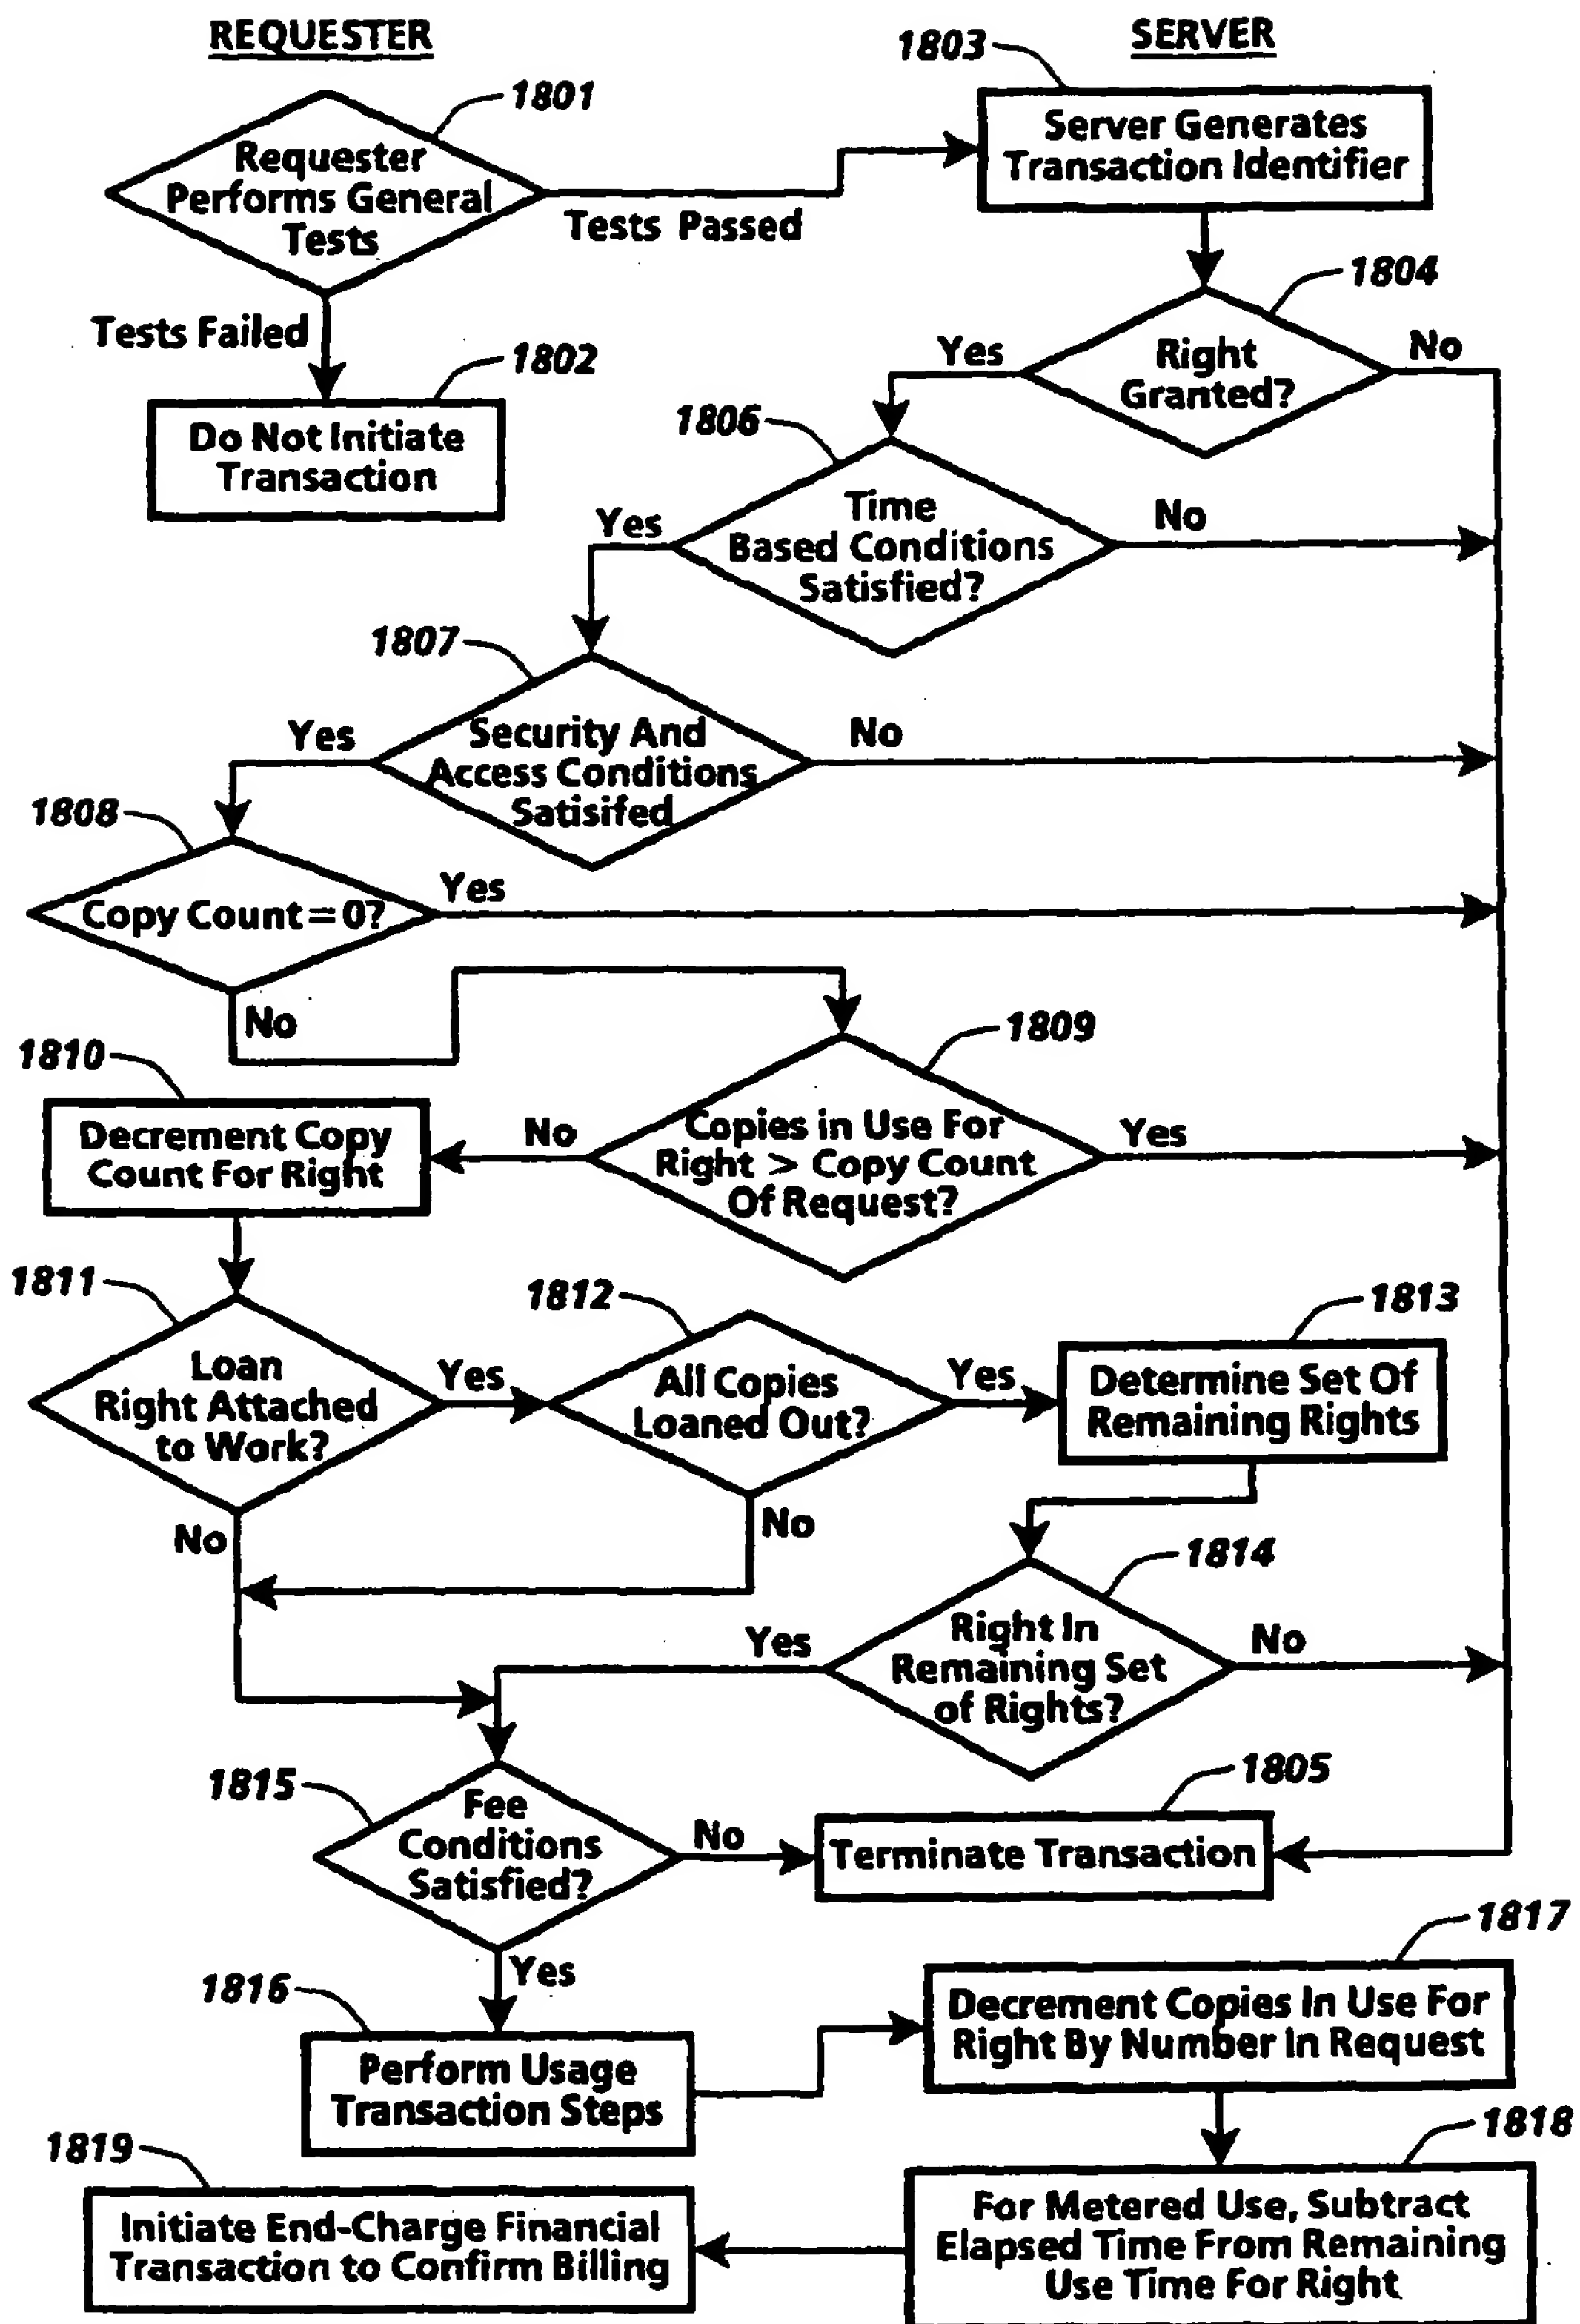 REQUESTER
SERVER
1801
1803
Requester
Performs General
Tests
Server Generates
Transaction Identifier
Tests Passed
Tests Failed
1802
Do Not Initiate
Transaction
1804
Right
Granted?
Yes
No
1806
Time
Based Conditions
Satisfied?
Yes
No
1807
Security And
Access Conditions
Satisifed
Yes
No
1808
Copy Count = 0?
Yes
No
1809
Copies in Use For
Right > Copy Count
Of Request?
No
Yes
1810
Decrement Copy
Count For Right
1811
Loan
Right Attached
to Work?
Yes
No
1812
All Copies
Loaned Out?
Yes
No
1813
Determine Set Of
Remaining Rights
1814
Right In
Remaining Set
of Rights?
Yes
No
1815
Fee
Conditions
Satisfied?
No
Yes
1805
Terminate Transaction
1816
Perform Usage
Transaction Steps
1817
Decrement Copies In Use For
Right By Number In Request
1818
For Metered Use, Subtract
Elapsed Time From Remaining
Use Time For Right
1819
Initiate End-Charge Financial
Transaction to Confirm Billing